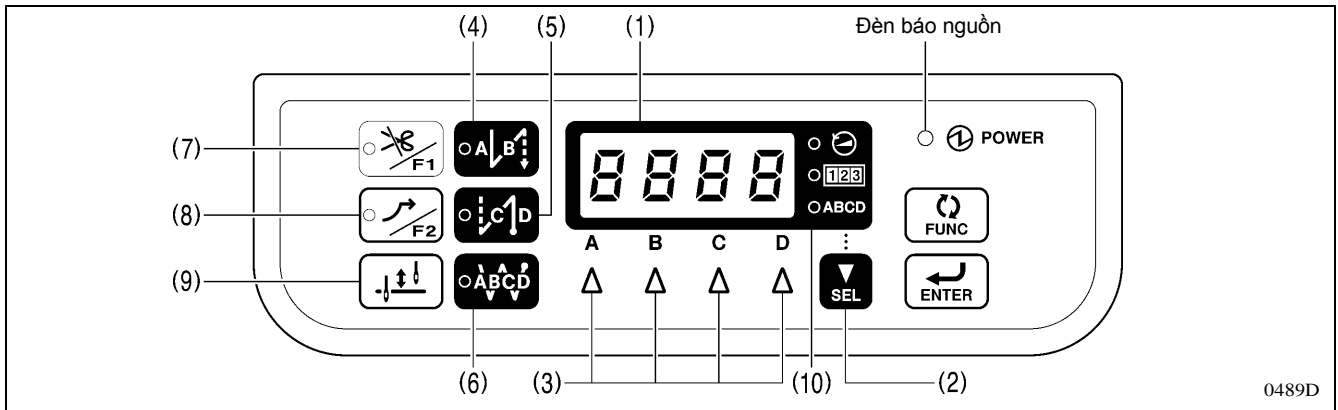 (4) (5) (1) Đèn báo nguồn
(7) F1 A B 8888 123 ABCD POWER
(8) F2 C D FUNC
A B C D
(9) ABCD SEL ENTER
(6) (3) (10) (2)
0489D